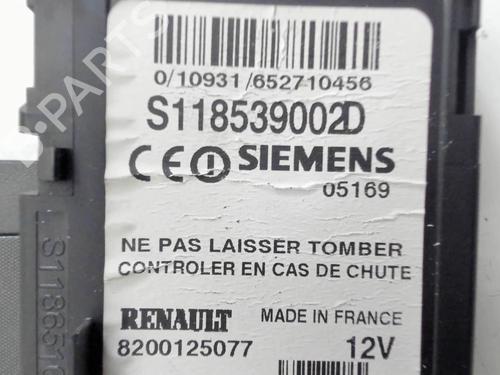 0/10931/652710456
S118539002D
CE SIEMENS
05169
NE PAS LAISSER TOMBER
CONTROLER EN CAS DE CHUTE
RENAULT MADE IN FRANCE
8200125077 12V